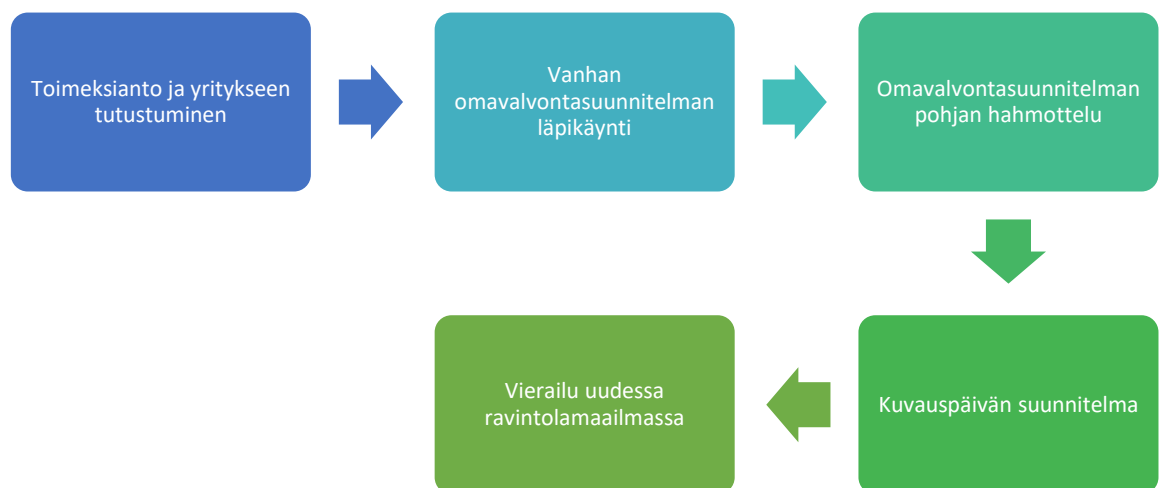 Toimeksianto ja yritykseen
tutustuminen
Vanhan
omavalvontasuunnitelman
läpikäynti
Omavalvontasuunnitelman
pohjan hahmottelu
Kuvauspäivän suunnitelma
Vierailu uudessa
ravintolamaailmassa